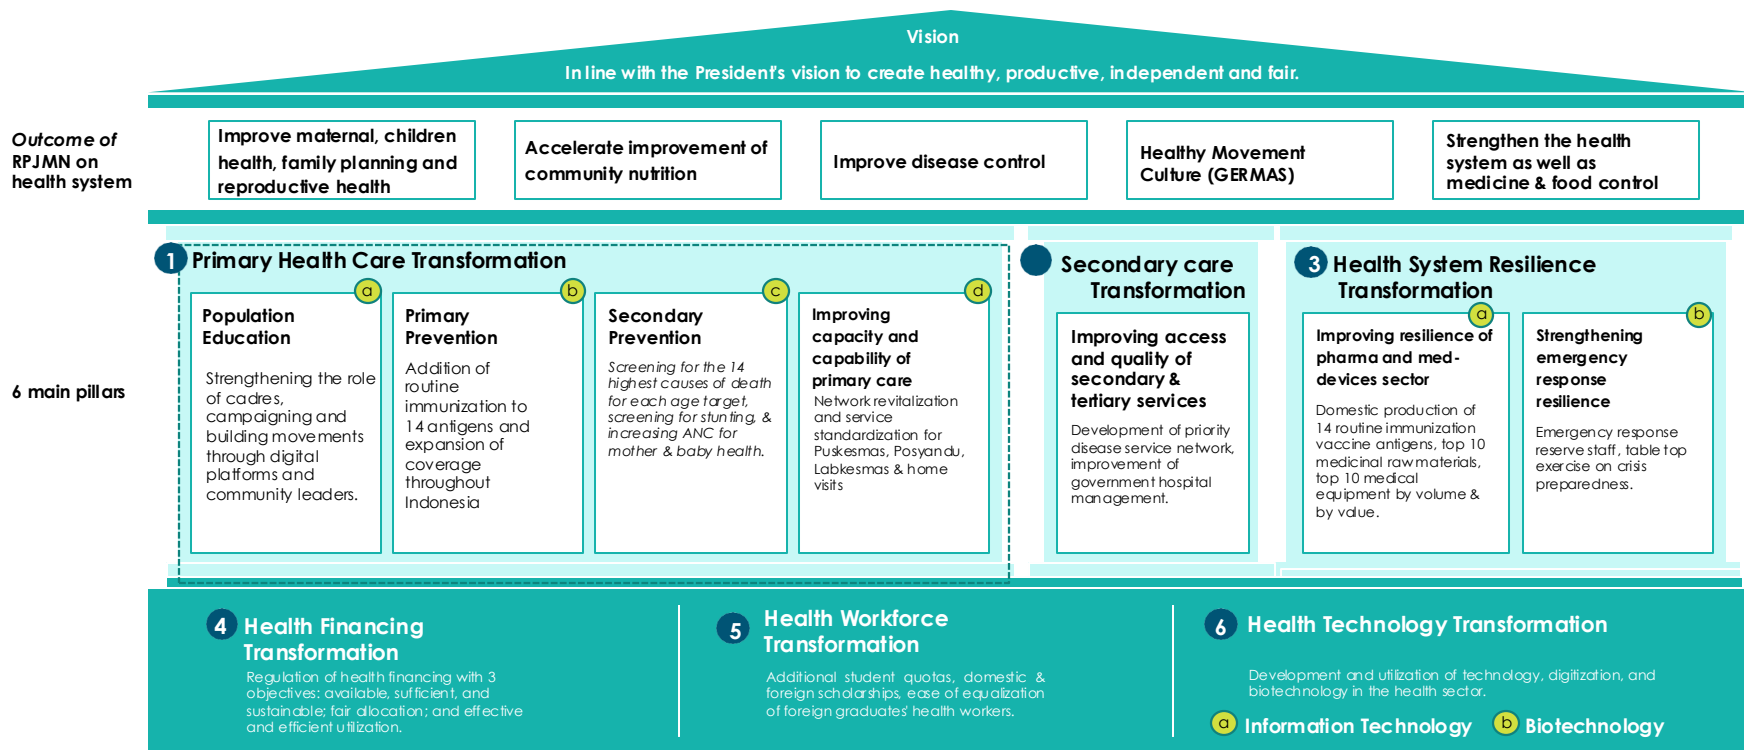 Vision
In line with the President's vision to create healthy, productive, independent and fair.
Outcome of
RPJMN on
health system
Improve maternal, children
health, family planning and
reproductive health
Accelerate improvement of
community nutrition
Improve disease control
Healthy Movement
Culture (GERMAS)
Strengthen the health
system as well as
medicine & food control
6 main pillars
1
Primary Health Care Transformation
a
Population
Education
Strengthening the role
of cadres,
campaigning and
building movements
through digital
platforms and
community leaders.
b
Primary
Prevention
Addition of
routine
immunization to
14 antigens and
expansion of
coverage
throughout
Indonesia
c
Secondary
Prevention
Screening for the 14
highest causes of death
for each age target,
screening for stunting, &
increasing ANC for
mother & baby health.
d
Improving
capacity and
capability of
primary care
Network revitalization
and service
standardization for
Puskesmas, Posyandu,
Labkesmas & home
visits
Secondary care
Transformation
Improving access
and quality of
secondary &
tertiary services
Development of priority
disease service network,
improvement of
government hospital
management.
3
Health System Resilience
Transformation
a
Improving resilience of
pharma and med-
devices sector
Domestic production of
14 routine immunization
vaccine antigens, top 10
medicinal raw materials,
top 10 medical
equipment by volume &
by value.
b
Strengthening
emergency
response
resilience
Emergency response
reserve staff, table top
exercise on crisis
preparedness.
4
Health Financing
Transformation
Regulation of health financing with 3
objectives: available, sufficient, and
sustainable; fair allocation; and effective
and efficient utilization.
5
Health Workforce
Transformation
Additional student quotas, domestic &
foreign scholarships, ease of equalization
of foreign graduates' health workers.
6
Health Technology Transformation
Development and utilization of technology, digitization, and
biotechnology in the health sector.
a
Information Technology
b
Biotechnology